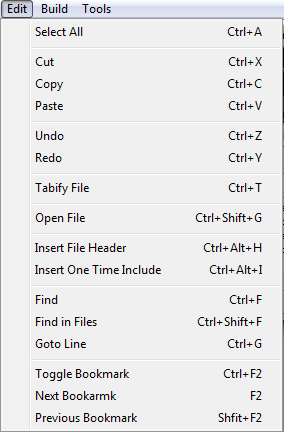 Edit Build Tools
Select All Ctrl+A
Cut Ctrl+X
Copy Ctrl+C
Paste Ctrl+V
Undo Ctrl+Z
Redo Ctrl+Y
Tabify File Ctrl+T
Open File Ctrl+Shift+G
Insert File Header Ctrl+Alt+H
Insert One Time Include Ctrl+Alt+I
Find Ctrl+F
Find in Files Ctrl+Shift+F
Goto Line Ctrl+G
Toggle Bookmark Ctrl+F2
Next Bookarmk F2
Previous Bookmark Shfit+F2